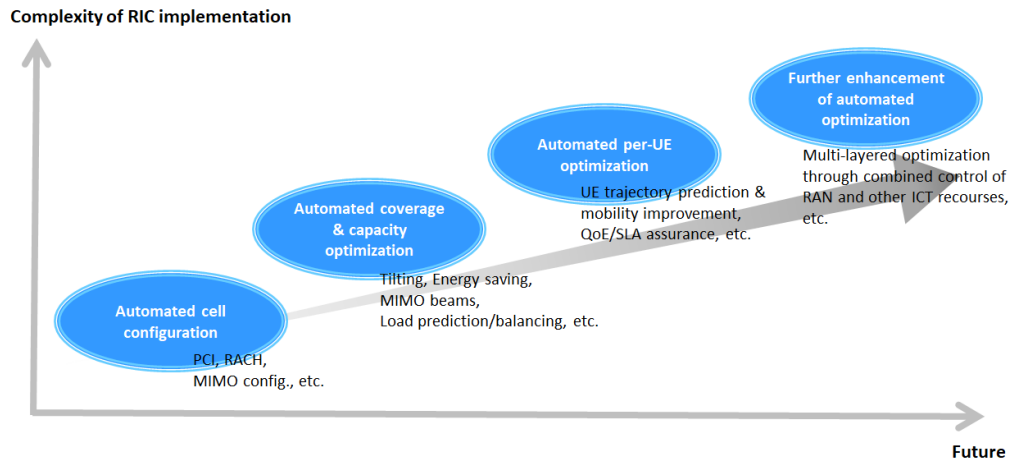 Complexity of RIC implementation
Further enhancement
of automated
optimization
Multi-layered optimization
through combined control of
RAN and other ICT recourses,
etc.
Automated per-UE
optimization
UE trajectory prediction &
mobility improvement,
QoE/SLA assurance, etc.
Automated coverage
& capacity
optimization
Tilting, Energy saving,
MIMO beams,
Load prediction/balancing, etc.
Automated cell
configuration
PCI, RACH,
MIMO config., etc.
Future